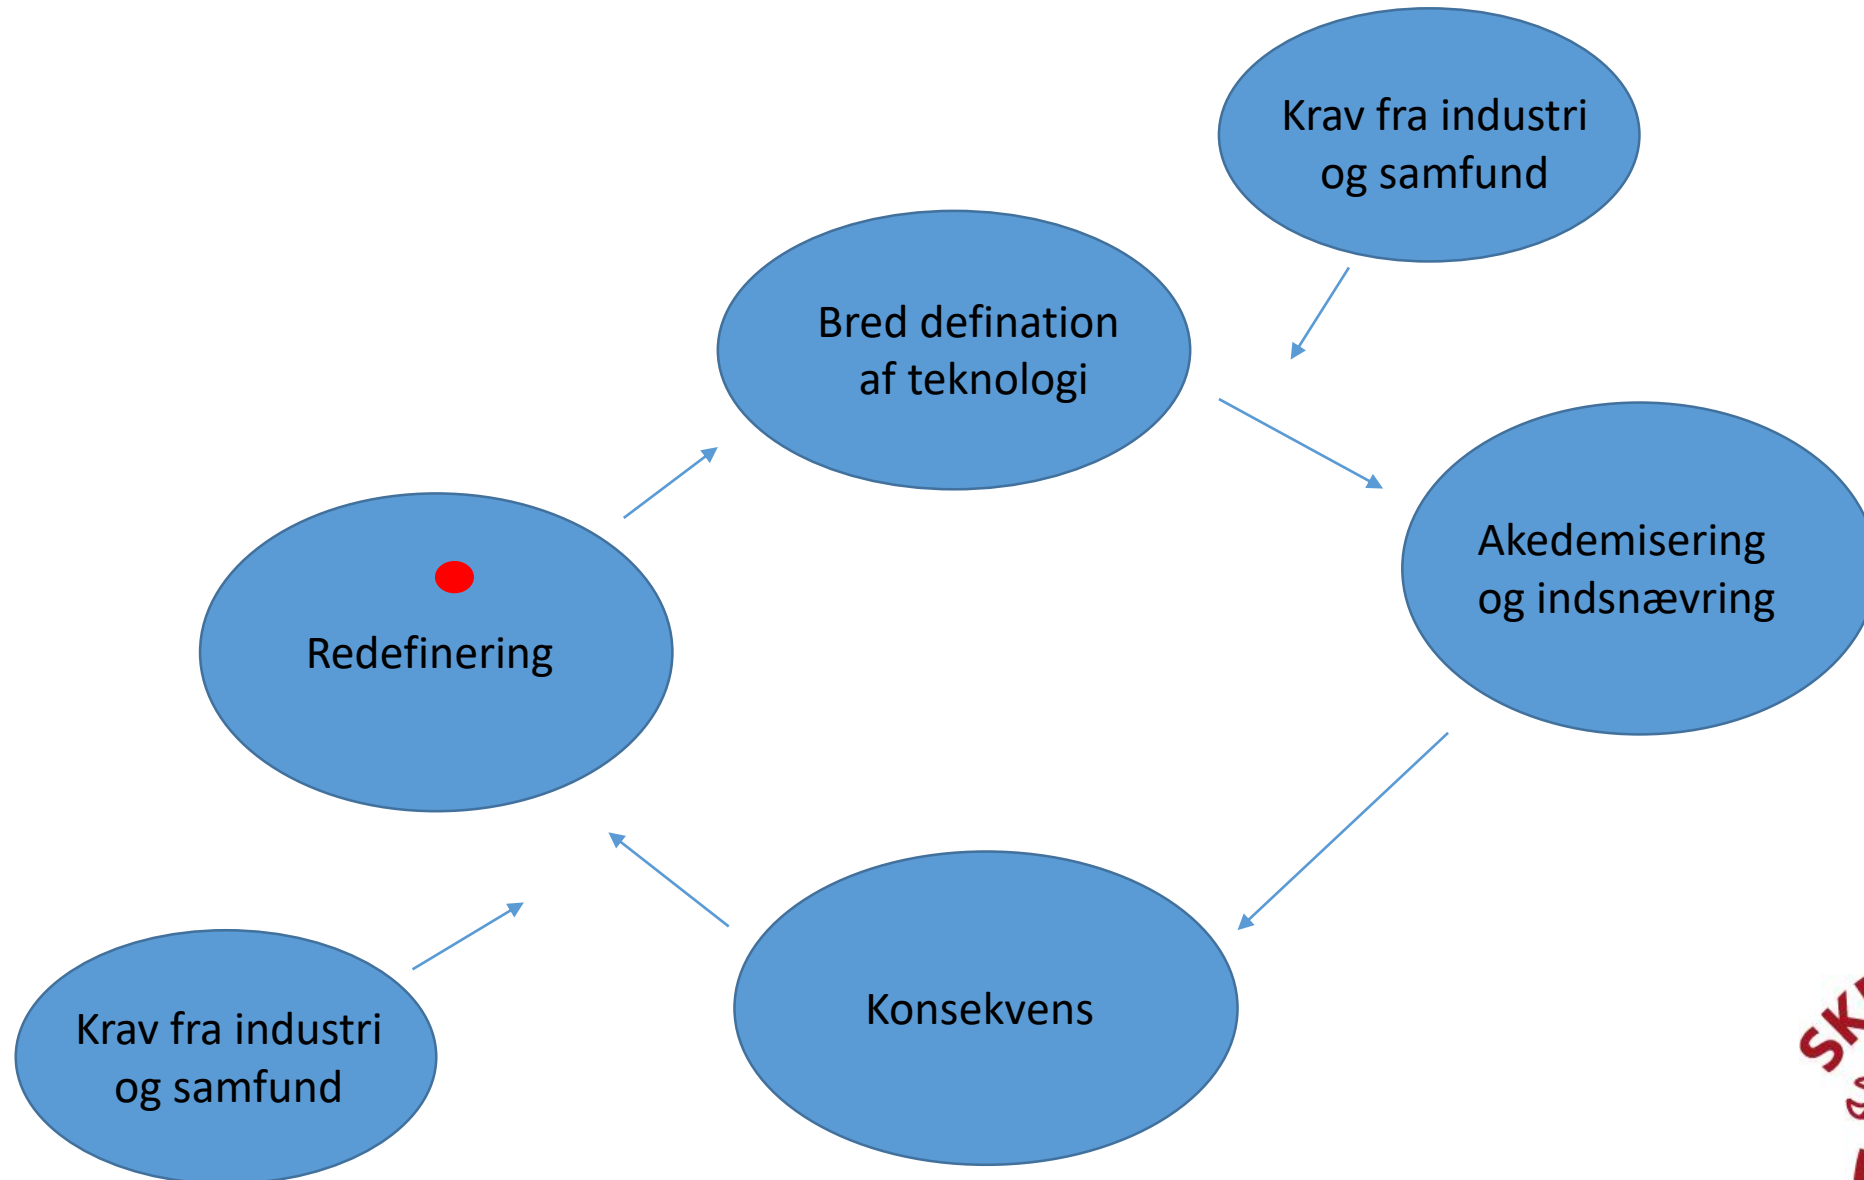 Krav fra industri
og samfund
Bred defination
af teknologi
Akedemisering
og indsnævring
Redefinering
Konsekvens
Krav fra industri
og samfund